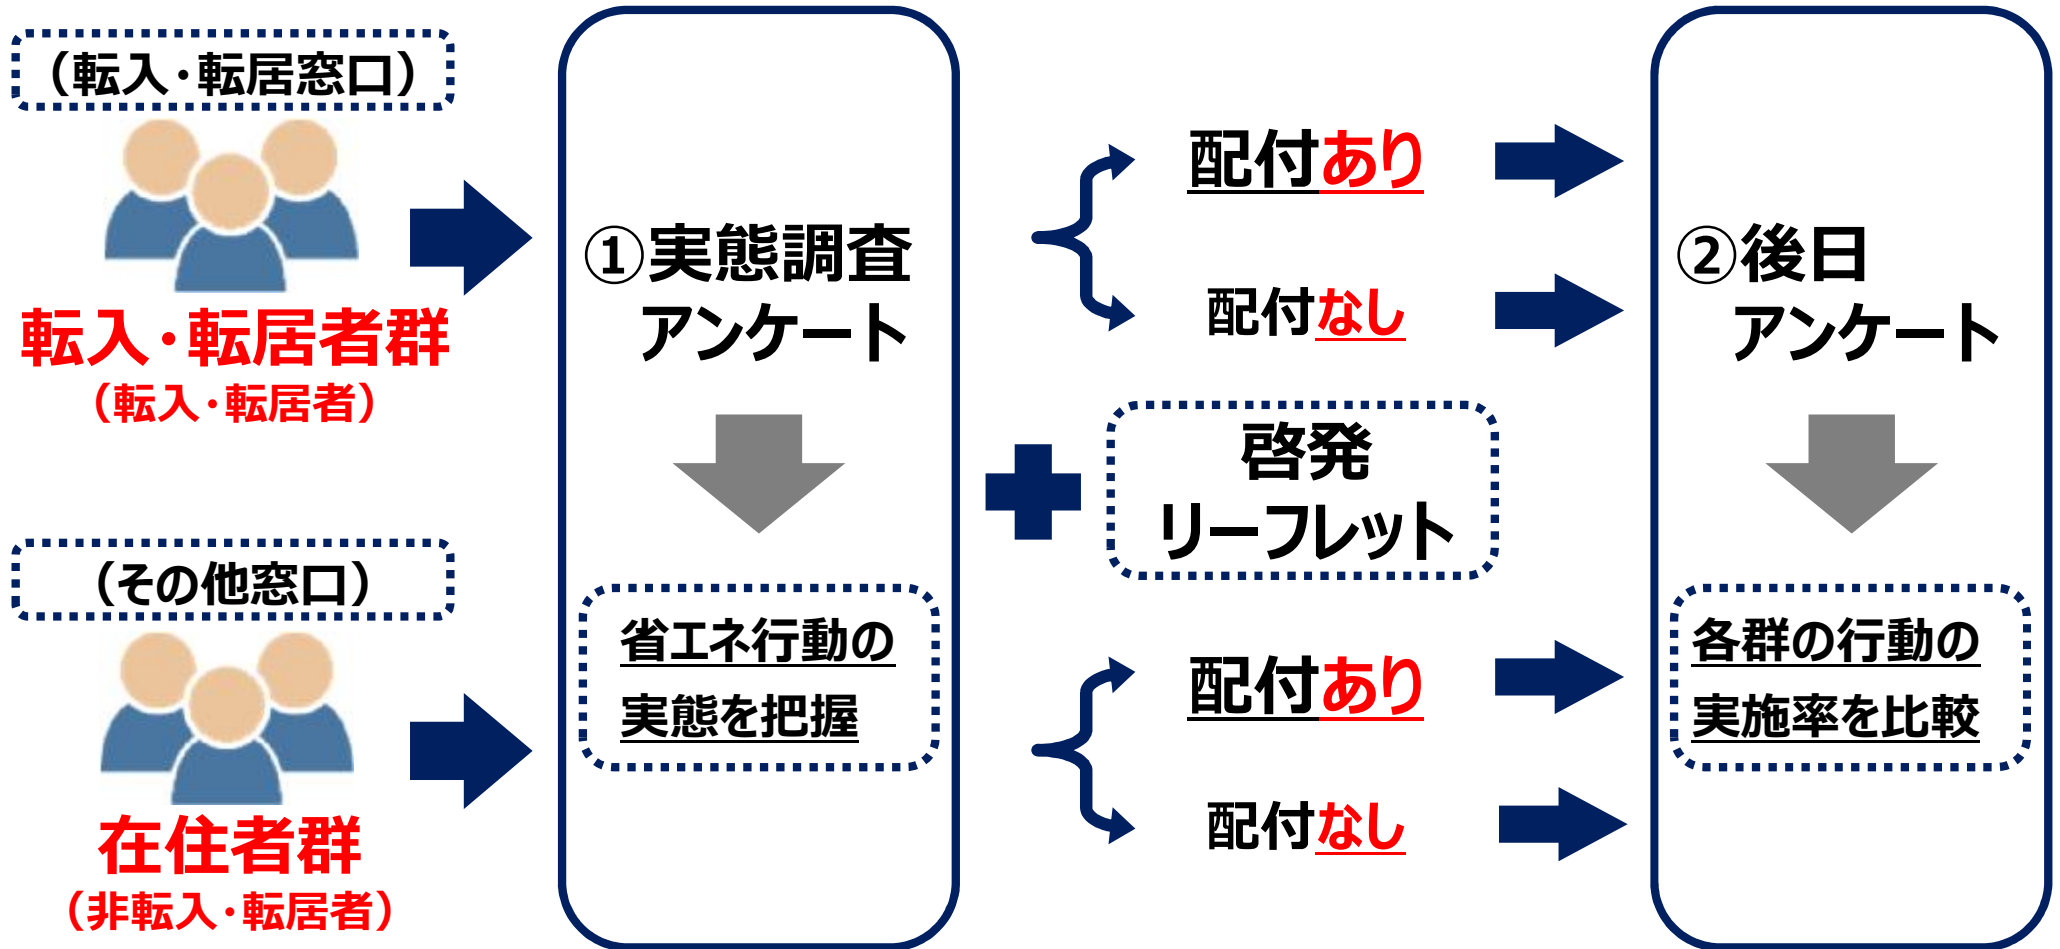 （転入・転居窓口）
転入・転居者群
（転入・転居者）
（その他窓口）
在住者群
（非転入・転居者）
①実態調査
アンケート
省エネ行動の
実態を把握
配付あり
配付なし
啓発
リーフレット
配付あり
配付なし
②後日
アンケート
各群の行動の
実施率を比較